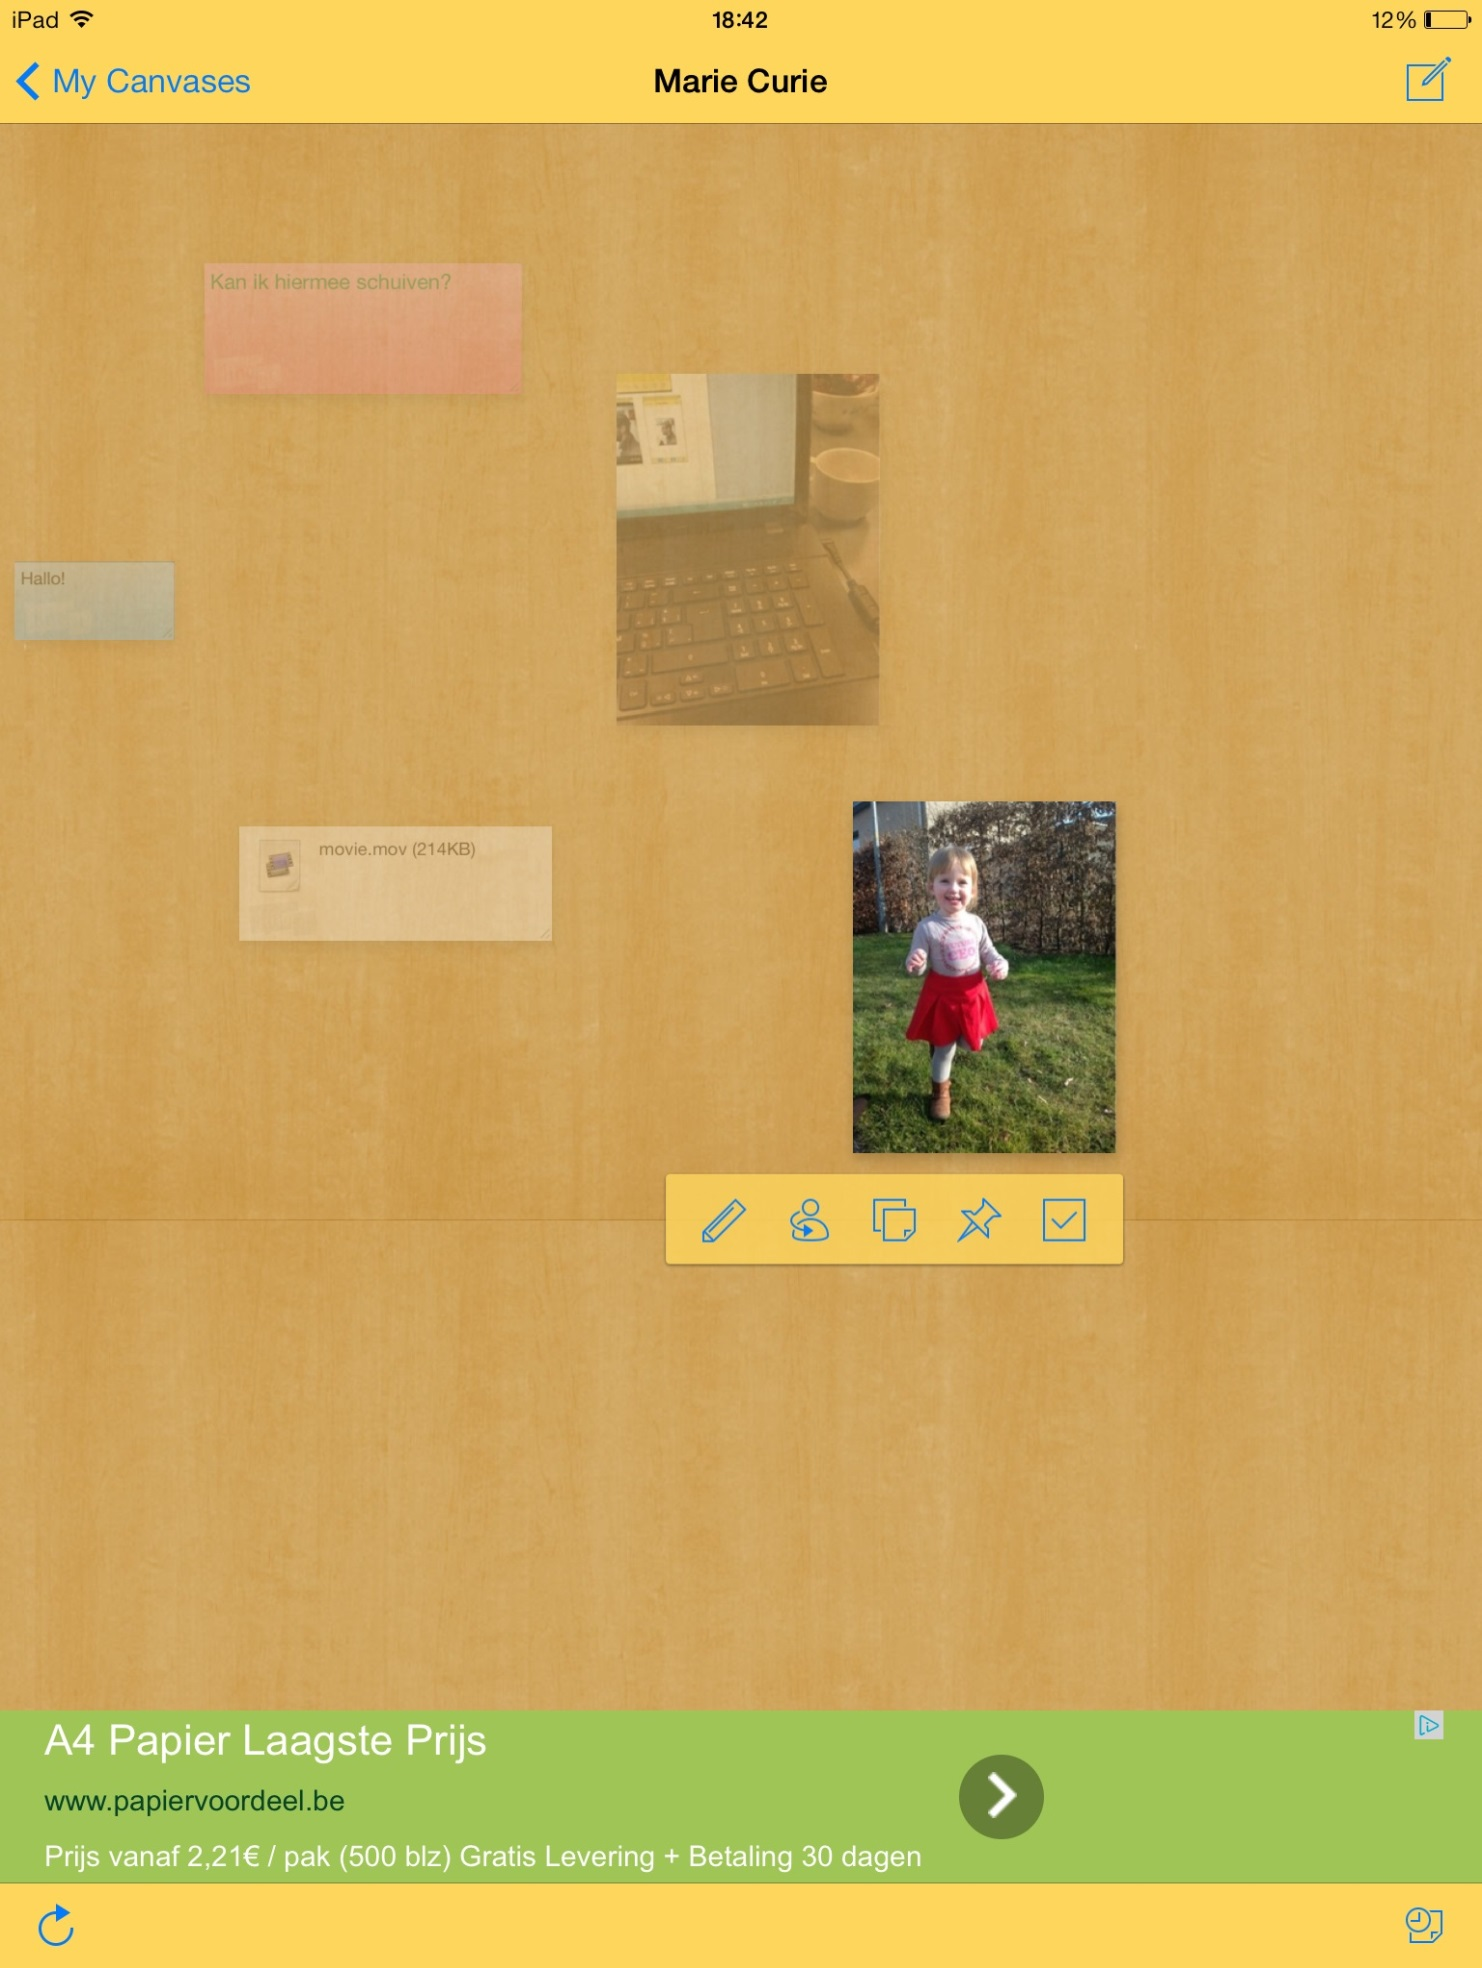 iPad
18:42
12%
My Canvases
Marie Curie
Kan ik hiermee schuiven?
Hallo!
movie.mov (214KB)
CEO
A4 Papier Laagste Prijs
www.papiervoordeel.be
Prijs vanaf 2,21€ / pak (500 blz) Gratis Levering + Betaling 30 dagen